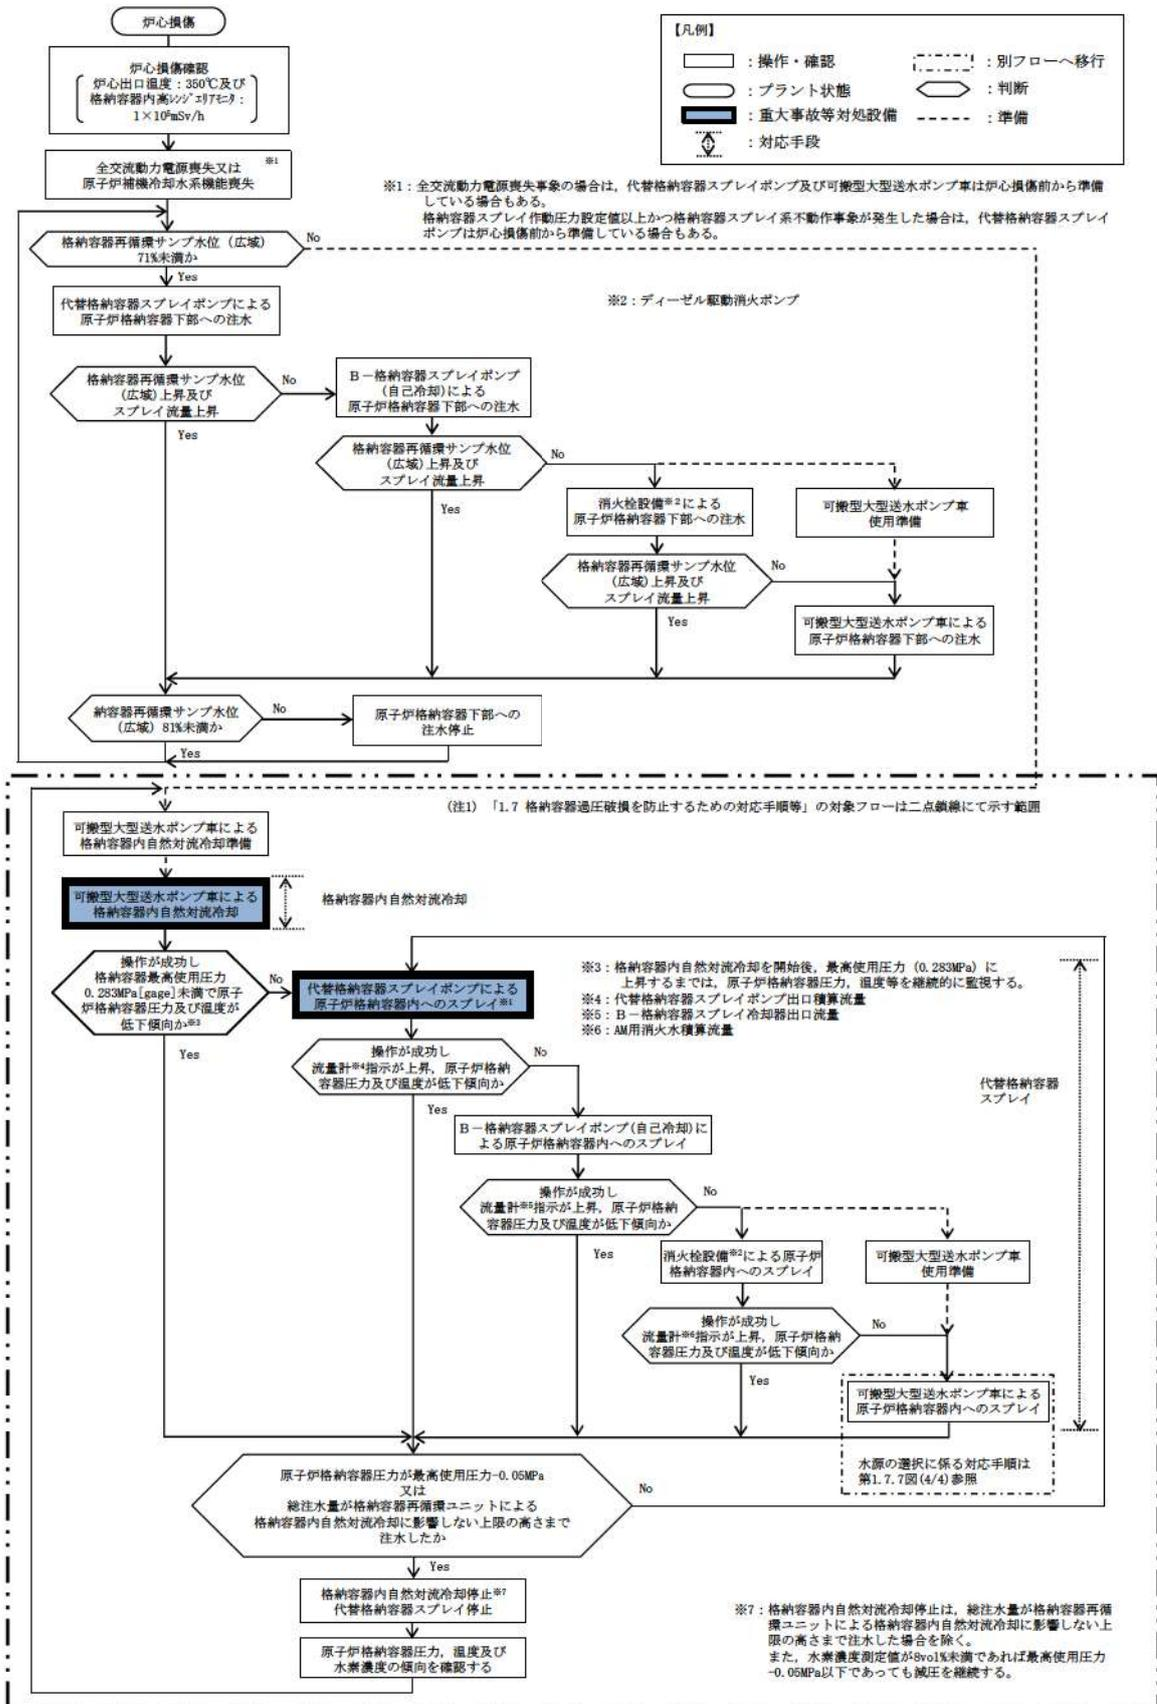 炉心損傷
炉心損傷確認
炉心出口温度：350℃及び
格納容器内高レンジエリアモニタ：
1×10⁵mSv/h
【凡例】
：操作・確認
：プラント状態
：重大事故等対処設備
：対応手段
：別フローへ移行
：判断
：準備
全交流動力電源喪失又は ※1
原子炉補機冷却水系機能喪失
※1：全交流動力電源喪失事象の場合は，代替格納容器スプレイポンプ及び可搬型大型送水ポンプ車は炉心損傷前から準備
している場合もある。
格納容器スプレイ作動圧力設定値以上かつ格納容器スプレイ系不動作事象が発生した場合は，代替格納容器スプレイ
ポンプは炉心損傷前から準備している場合もある。
格納容器再循環サンプ水位（広域）
71%未満か
No
Yes
代替格納容器スプレイポンプによる
原子炉格納容器下部への注水
※2：ディーゼル駆動消火ポンプ
格納容器再循環サンプ水位
（広域）上昇及び
スプレイ流量上昇
No
Yes
B－格納容器スプレイポンプ
(自己冷却)による
原子炉格納容器下部への注水
格納容器再循環サンプ水位
（広域）上昇及び
スプレイ流量上昇
No
Yes
消火栓設備※2による
原子炉格納容器下部への注水
可搬型大型送水ポンプ車
使用準備
格納容器再循環サンプ水位
（広域）上昇及び
スプレイ流量上昇
No
Yes
可搬型大型送水ポンプ車による
原子炉格納容器下部への注水
納容器再循環サンプ水位
（広域）81%未満か
No
Yes
原子炉格納容器下部への
注水停止
（注1）「1.7 格納容器過圧破損を防止するための対応手順等」の対象フローは二点鎖線にて示す範囲
可搬型大型送水ポンプ車による
格納容器内自然対流冷却準備
可搬型大型送水ポンプ車による
格納容器内自然対流冷却
格納容器内自然対流冷却
操作が成功し
格納容器最高使用圧力
0.283MPa[gage]未満で原子
炉格納容器圧力及び温度が
低下傾向か※3
No
Yes
代替格納容器スプレイポンプによる
原子炉格納容器内へのスプレイ※1
※3：格納容器内自然対流冷却を開始後，最高使用圧力（0.283MPa）に
上昇するまでは，原子炉格納容器圧力，温度等を継続的に監視する。
※4：代替格納容器スプレイポンプ出口積算流量
※5：B－格納容器スプレイ冷却器出口流量
※6：AM用消火水積算流量
操作が成功し
流量計※4指示が上昇，原子炉格納
容器圧力及び温度が低下傾向か
No
Yes
代替格納容器
スプレイ
B－格納容器スプレイポンプ(自己冷却)に
よる原子炉格納容器内へのスプレイ
操作が成功し
流量計※5指示が上昇，原子炉格納
容器圧力及び温度が低下傾向か
No
Yes
消火栓設備※2による原子炉
格納容器内へのスプレイ
可搬型大型送水ポンプ車
使用準備
操作が成功し
流量計※6指示が上昇，原子炉格納
容器圧力及び温度が低下傾向か
No
Yes
可搬型大型送水ポンプ車による
原子炉格納容器内へのスプレイ
水源の選択に係る対応手順は
第1.7.7図(4/4)参照
原子炉格納容器圧力が最高使用圧力-0.05MPa
又は
総注水量が格納容器再循環ユニットによる
格納容器内自然対流冷却に影響しない上限の高さまで
注水したか
No
Yes
格納容器内自然対流冷却停止※7
代替格納容器スプレイ停止
原子炉格納容器圧力，温度及び
水素濃度の傾向を確認する
※7：格納容器内自然対流冷却停止は，総注水量が格納容器再循
環ユニットによる格納容器内自然対流冷却に影響しない上
限の高さまで注水した場合を除く。
また，水素濃度測定値が8vol%未満であれば最高使用圧力
-0.05MPa以下であっても減圧を継続する。